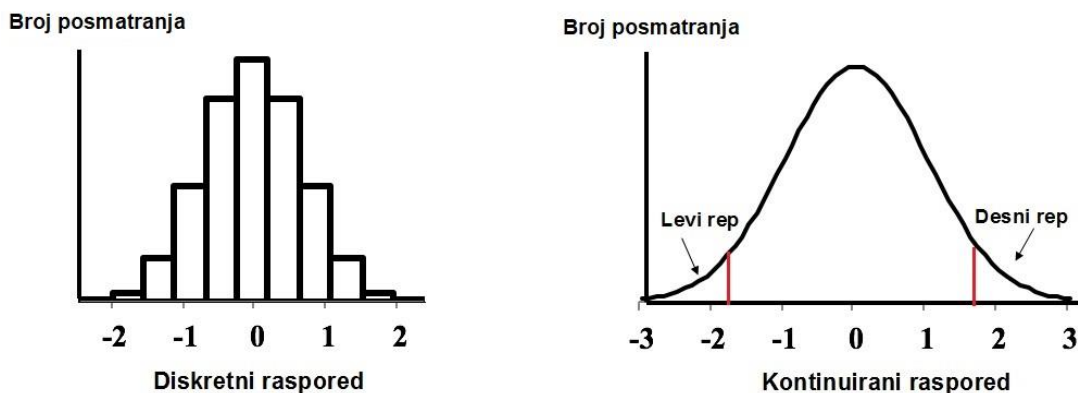 Broj posmatranja
-2 -1 0 1 2
Diskretni raspored
Broj posmatranja
Levi rep
Desni rep
-3 -2 -1 0 1 2 3
Kontinuirani raspored